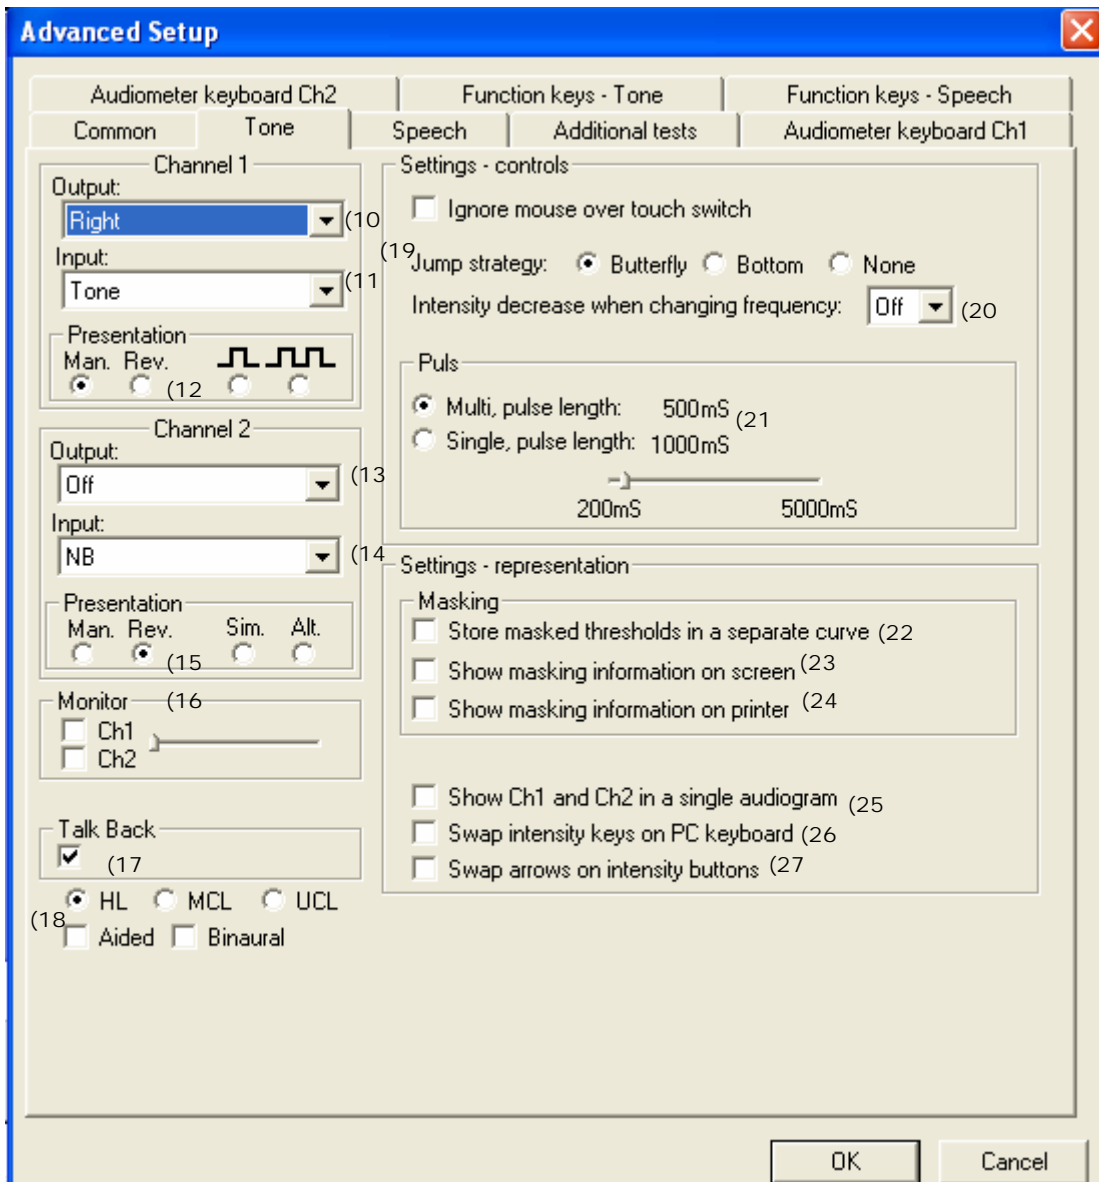 Advanced Setup
Audiometer keyboard Ch2 Function keys - Tone Function keys - Speech
Common Tone Speech Additional tests Audiometer keyboard Ch1
Channel 1
Output:
Right (10
Input:
Tone (11
Presentation
Man. Rev. (12
Channel 2
Output:
Off (13
Input:
NB (14
Presentation
Man. Rev. Sim. Alt.
(15
Monitor (16
Ch1
Ch2
Talk Back
(17
HL MCL UCL
(18
Aided Binaural
Settings - controls
Ignore mouse over touch switch
(19 Jump strategy: Butterfly Bottom None
Intensity decrease when changing frequency: Off (20
Puls
Multi, pulse length: 500mS (21
Single, pulse length: 1000mS
200mS 5000mS
Settings - representation
Masking
Store masked thresholds in a separate curve (22
Show masking information on screen (23
Show masking information on printer (24
Show Ch1 and Ch2 in a single audiogram (25
Swap intensity keys on PC keyboard (26
Swap arrows on intensity buttons (27
OK Cancel